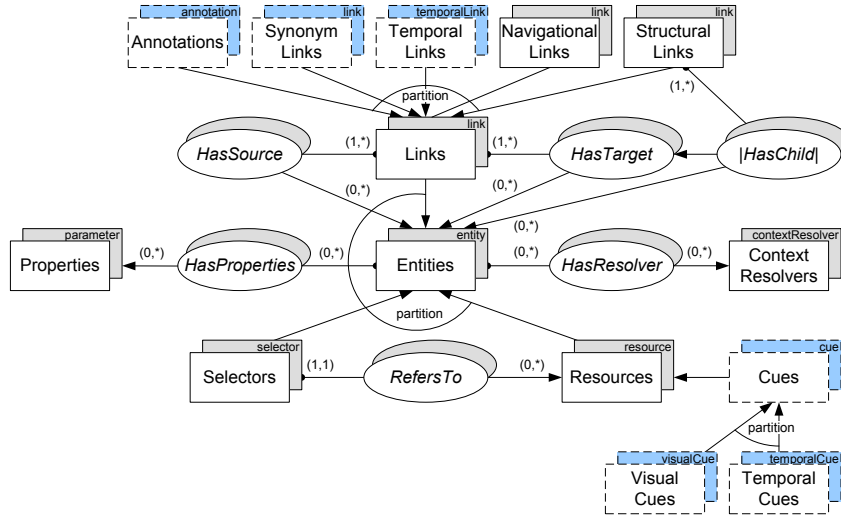 annotation
link
temporalLink
link
link
Annotations
Synonym
Links
Temporal
Links
Navigational
Links
Structural
Links
partition
(1,*)
link
HasSource
(1,*)
Links
(1,*)
HasTarget
|HasChild|
(0,*)
(0,*)
(0,*)
parameter
entity
contextResolver
Properties
(0,*)
HasProperties
(0,*)
Entities
(0,*)
HasResolver
(0,*)
Context
Resolvers
partition
selector
resource
cue
Selectors
(1,1)
RefersTo
(0,*)
Resources
Cues
partition
visualCue
temporalCue
Visual
Cues
Temporal
Cues